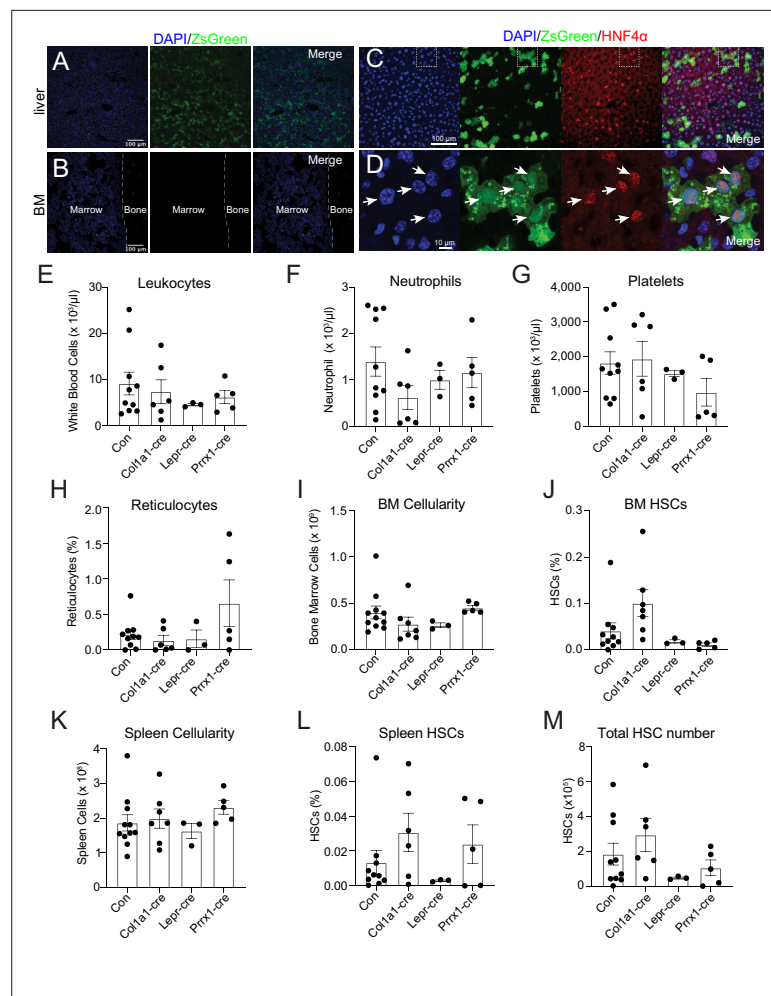 DAPI/ZsGreen
DAPI/ZsGreen/HNF4α
A
Merge
liver
100 µm
C
100 µm
Merge
B
Merge
BM
Marrow
Bone
Marrow
Bone
Marrow
Bone
100 µm
D
10 µm
Merge
E
Leukocytes
White Blood Cells (x 10³/µl)
30
20
10
0
Con
Col1a1-cre
Lepr-cre
Prrx1-cre
F
Neutrophils
Neutrophil (x 10³/µl)
3
2
1
0
Con
Col1a1-cre
Lepr-cre
Prrx1-cre
G
Platelets
Platelets (x 10³/µl)
4,000
3,000
2,000
1,000
0
Con
Col1a1-cre
Lepr-cre
Prrx1-cre
H
Reticulocytes
Reticulocytes (%)
2.0
1.5
1.0
0.5
0.0
Con
Col1a1-cre
Lepr-cre
Prrx1-cre
I
BM Cellularity
Bone Marrow Cells (x 10⁹)
1.5
1.0
0.5
0.0
Con
Col1a1-cre
Lepr-cre
Prrx1-cre
J
BM HSCs
HSCs (%)
0.3
0.2
0.1
0.0
Con
Col1a1-cre
Lepr-cre
Prrx1-cre
K
Spleen Cellularity
Spleen Cells (x 10⁸)
4
2
0
Con
Col1a1-cre
Lepr-cre
Prrx1-cre
L
Spleen HSCs
HSCs (%)
0.08
0.06
0.04
0.02
0.00
Con
Col1a1-cre
Lepr-cre
Prrx1-cre
M
Total HSC number
HSCs (x10⁵)
8
6
4
2
0
Con
Col1a1-cre
Lepr-cre
Prrx1-cre